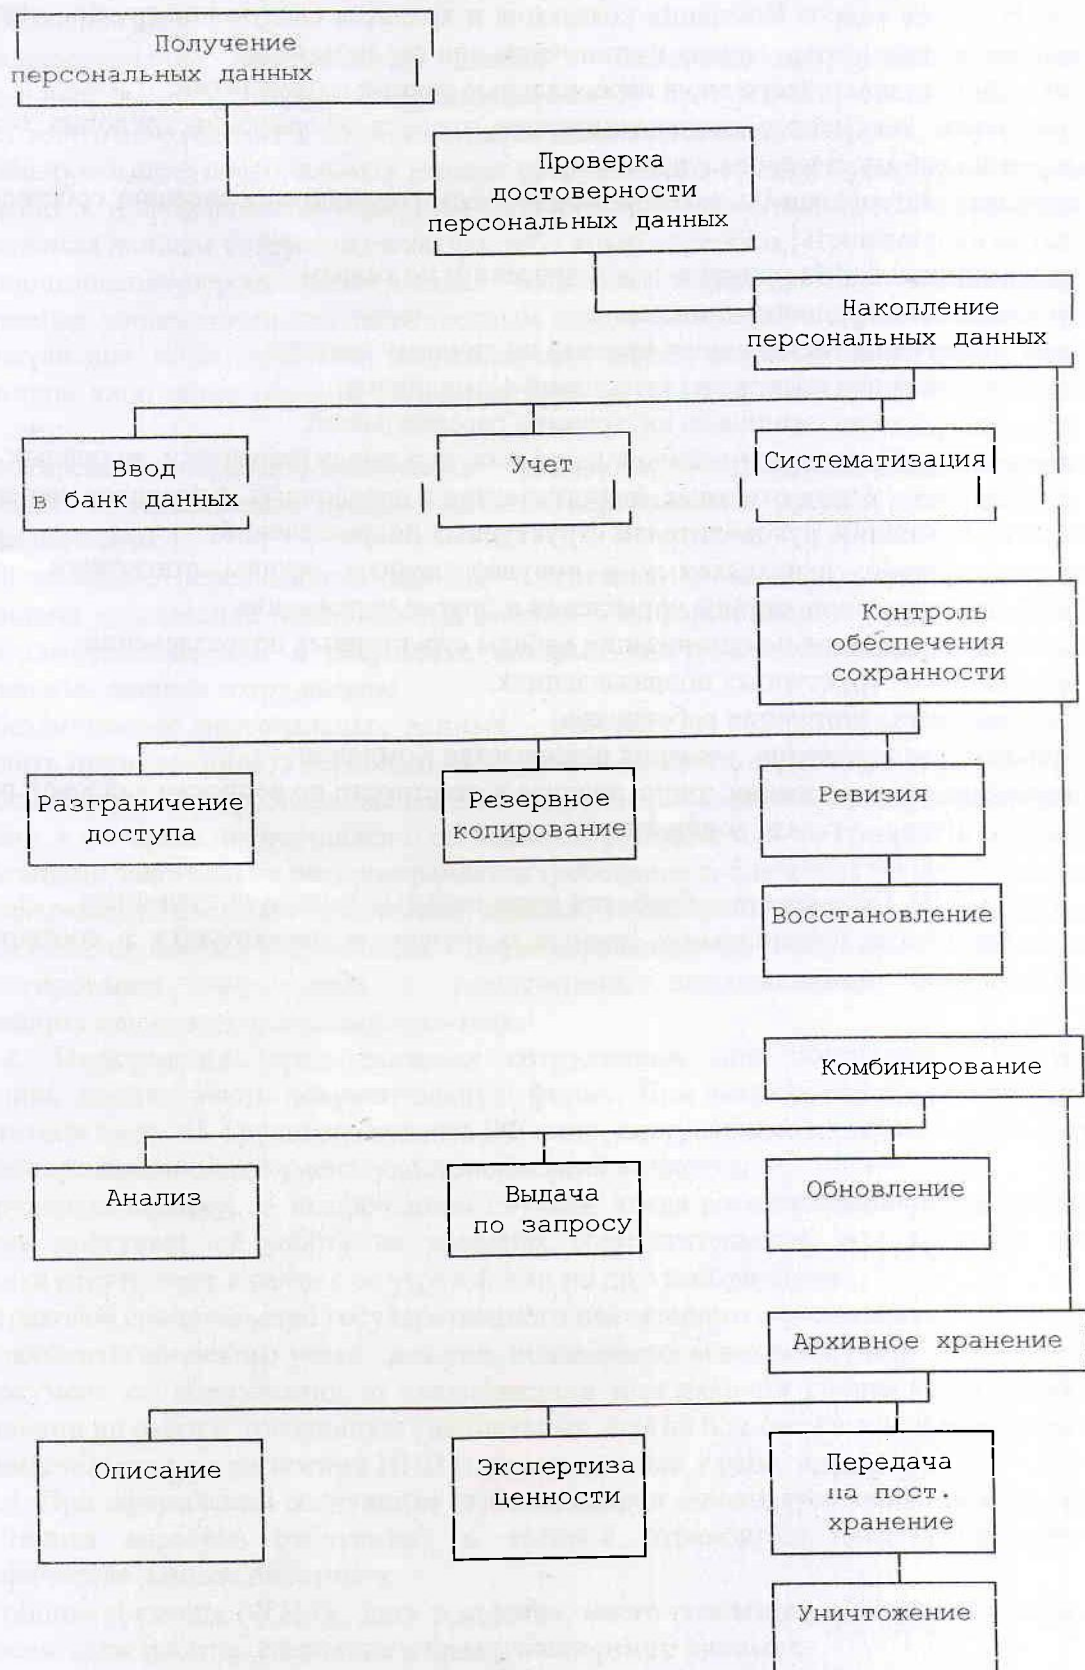 Получение
персональных данных
Проверка
достоверности
персональных данных
Накопление
персональных данных
Ввод
в банк данных
Учет
Систематизация
Контроль
обеспечения
сохранности
Разграничение
доступа
Резервное
копирование
Ревизия
Восстановление
Комбинирование
Анализ
Выдача
по запросу
Обновление
Архивное хранение
Описание
Экспертиза
ценности
Передача
на пост.
хранение
Уничтожение